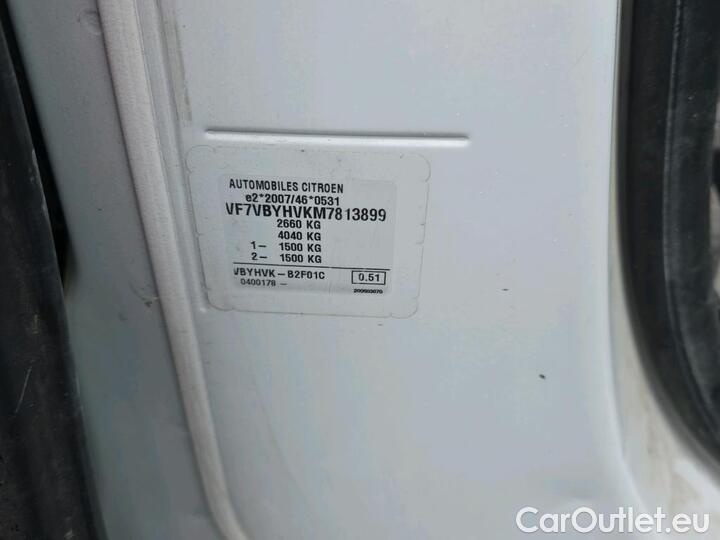 AUTOMOBILES CITROEN
e2*2007/46*0531
VF7VBYHVKM7813899
2660 KG
4040 KG
1– 1500 KG
2– 1500 KG
VBYHVK – B2F01C 0.51
0400178 –
CarOutlet.eu